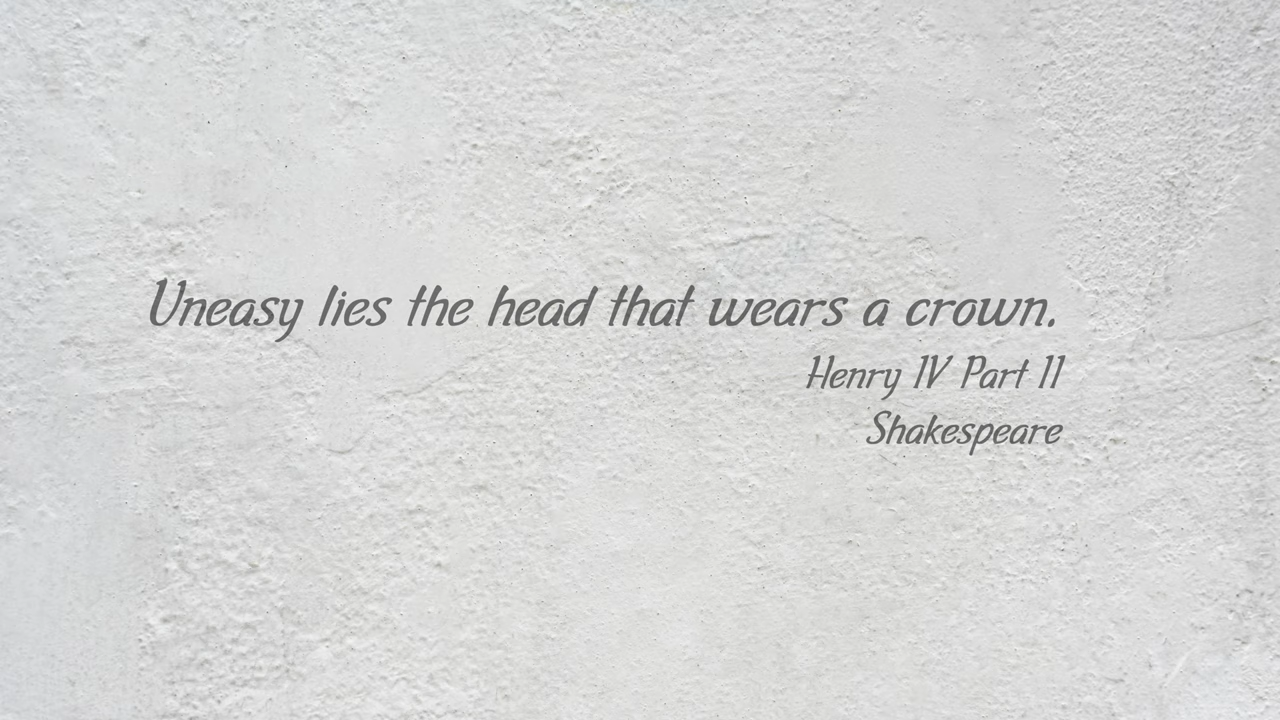 Uneasy lies the head that wears a crown.
Henry IV Part II
Shakespeare